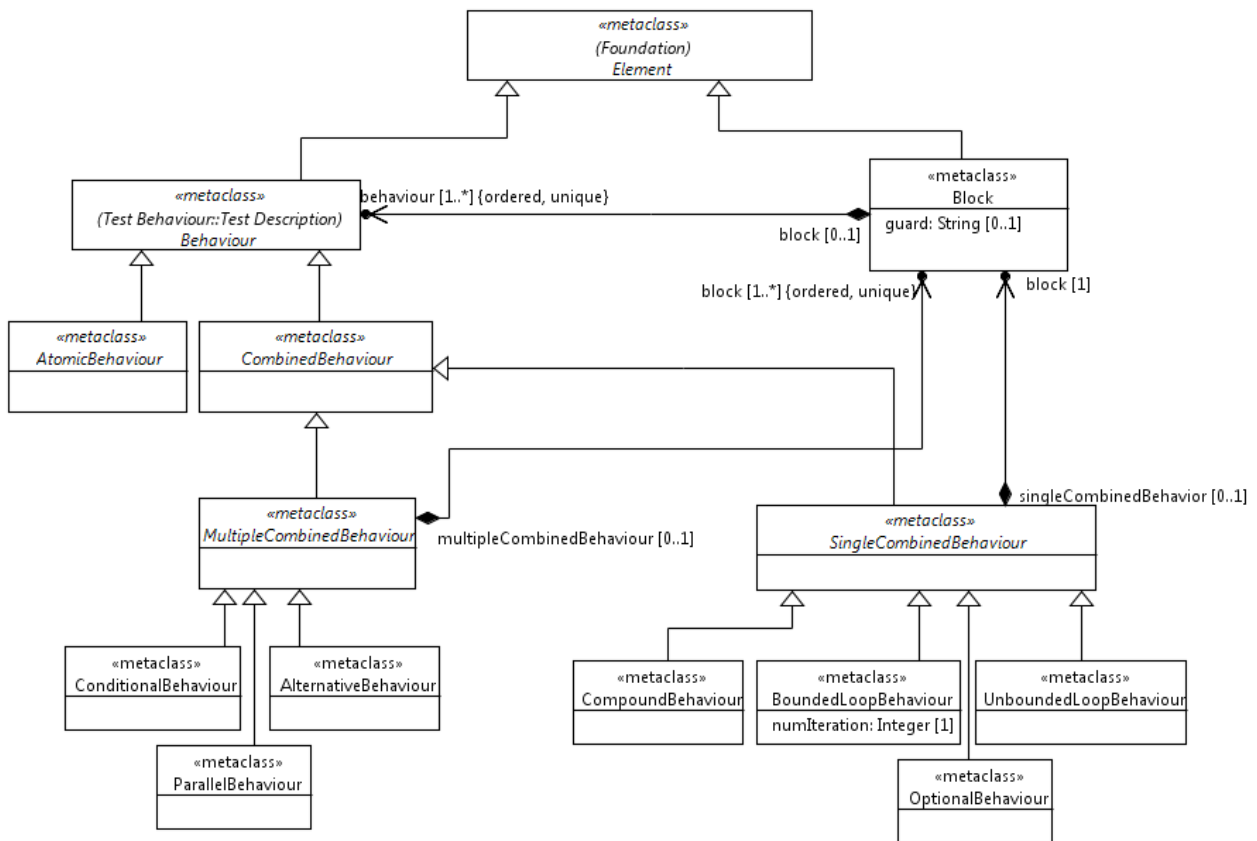 «metaclass»
(Foundation)
Element
«metaclass»
(Test Behaviour::Test Description)
Behaviour
behaviour [1..*] {ordered, unique}
block [0..1]
«metaclass»
Block
guard: String [0..1]
block [1..*] {ordered, unique}
block [1]
«metaclass»
AtomicBehaviour
«metaclass»
CombinedBehaviour
«metaclass»
MultipleCombinedBehaviour
multipleCombinedBehaviour [0..1]
singleCombinedBehavior [0..1]
«metaclass»
SingleCombinedBehaviour
«metaclass»
ConditionalBehaviour
«metaclass»
AlternativeBehaviour
«metaclass»
ParallelBehaviour
«metaclass»
CompoundBehaviour
«metaclass»
BoundedLoopBehaviour
numIteration: Integer [1]
«metaclass»
UnboundedLoopBehaviour
«metaclass»
OptionalBehaviour